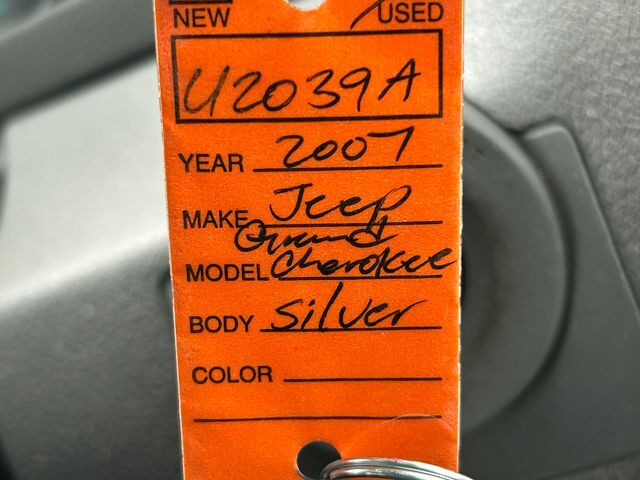 NEW USED
U2039A
YEAR 2007
MAKE Jeep
Grand
MODEL Cherokee
BODY Silver
COLOR